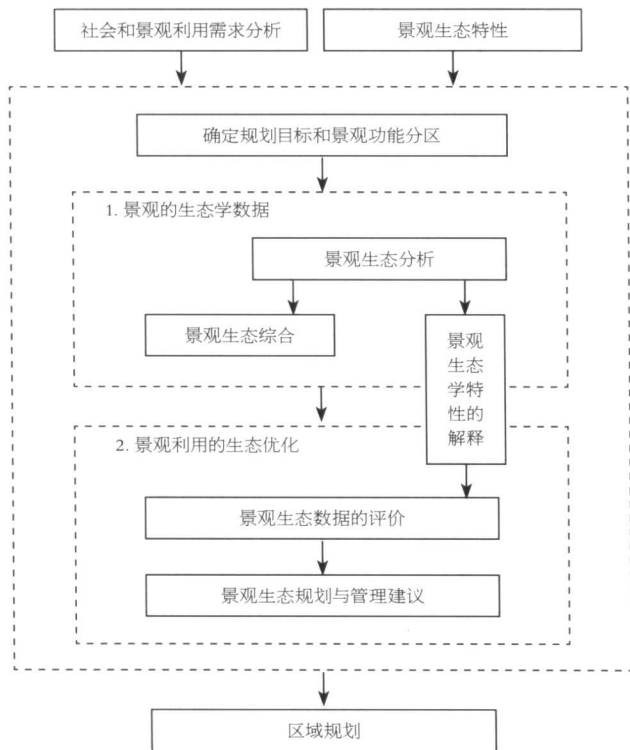 社会和景观利用需求分析
景观生态特性
确定规划目标和景观功能分区
1. 景观的生态学数据
景观生态分析
景观生态综合
景观
生态
学特
性的
解释
2. 景观利用的生态优化
景观生态数据的评价
景观生态规划与管理建议
区域规划